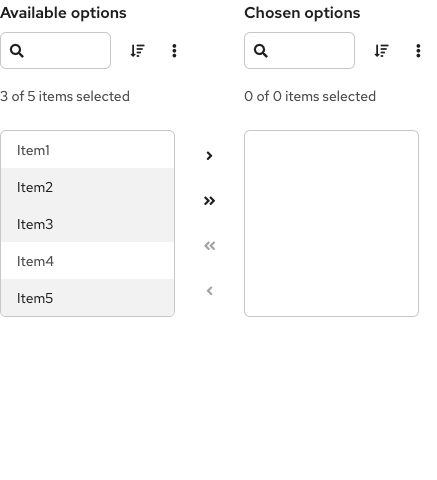 Available options
3 of 5 items selected
Item1
Item2
Item3
Item4
Item5
Chosen options
0 of 0 items selected